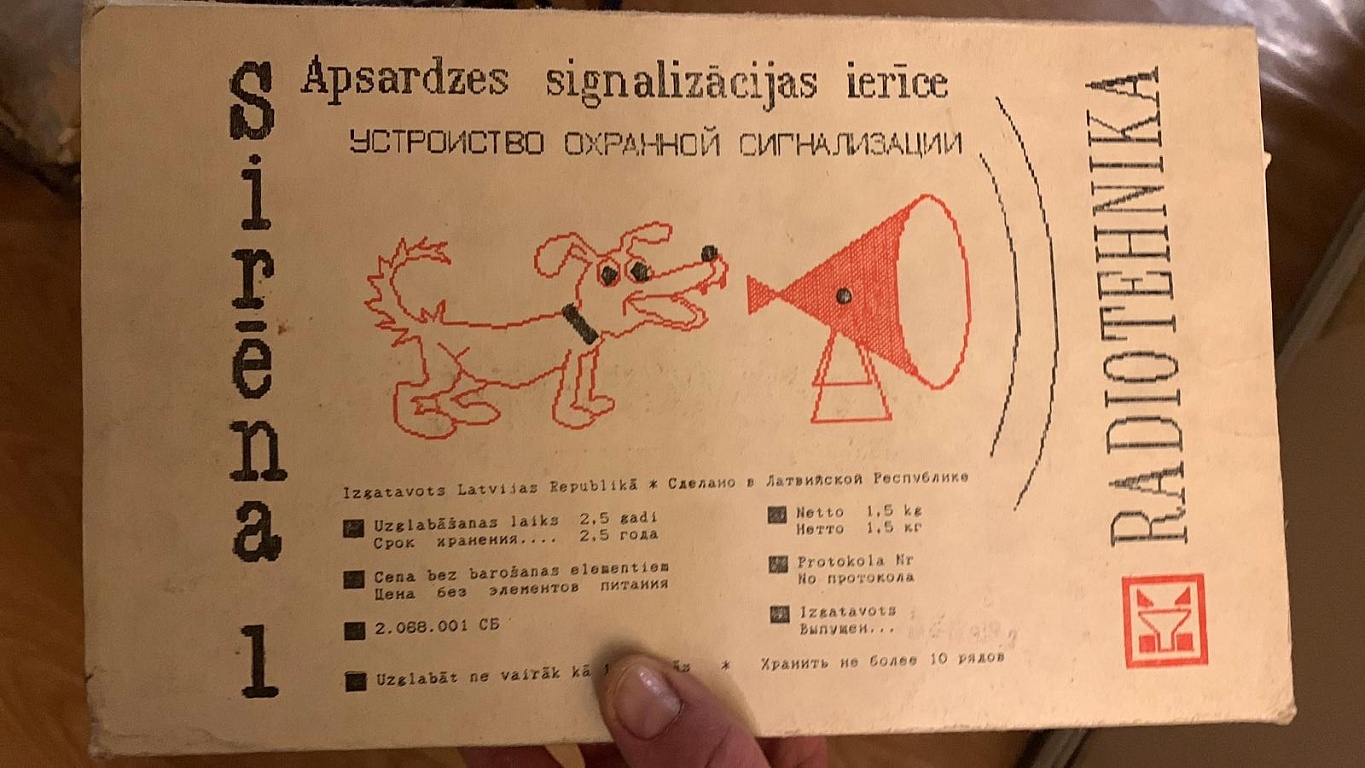 Sirēna 1
Apsardzes signalizācijas ierīce
УСТРОИСТВО ОХРАННОЙ СИГНАЛИЗАЦИИ
RADIOTEHNIKA
Izgatavots Latvijas Republikā * Сделано в Латвийской Республике
Uzglabāšanas laiks 2,5 gadi
Срок хранения.... 2,5 года
Cena bez barošanas elementiem
Цена без элементов питания
2.088.001 СБ
Uzglabāt ne vairāk kā * Хранить не более 10 рядов
Netto 1,5 kg
Нетто 1,5 кг
Protokola Nr
No протокола
Izgatavots
Выпущен...